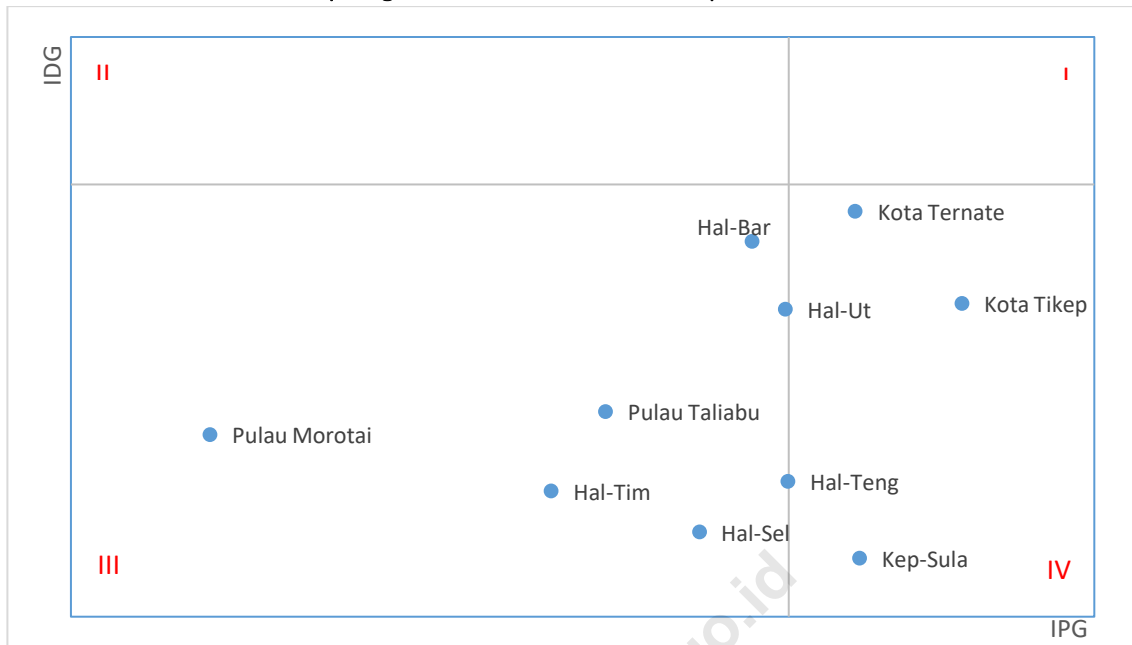 IDG
II
I
Kota Ternate
Hal-Bar
Kota Tikep
Hal-Ut
Pulau Taliabu
Pulau Morotai
Hal-Teng
Hal-Tim
Hal-Sel
Kep-Sula
III
IV
o.id
IPG